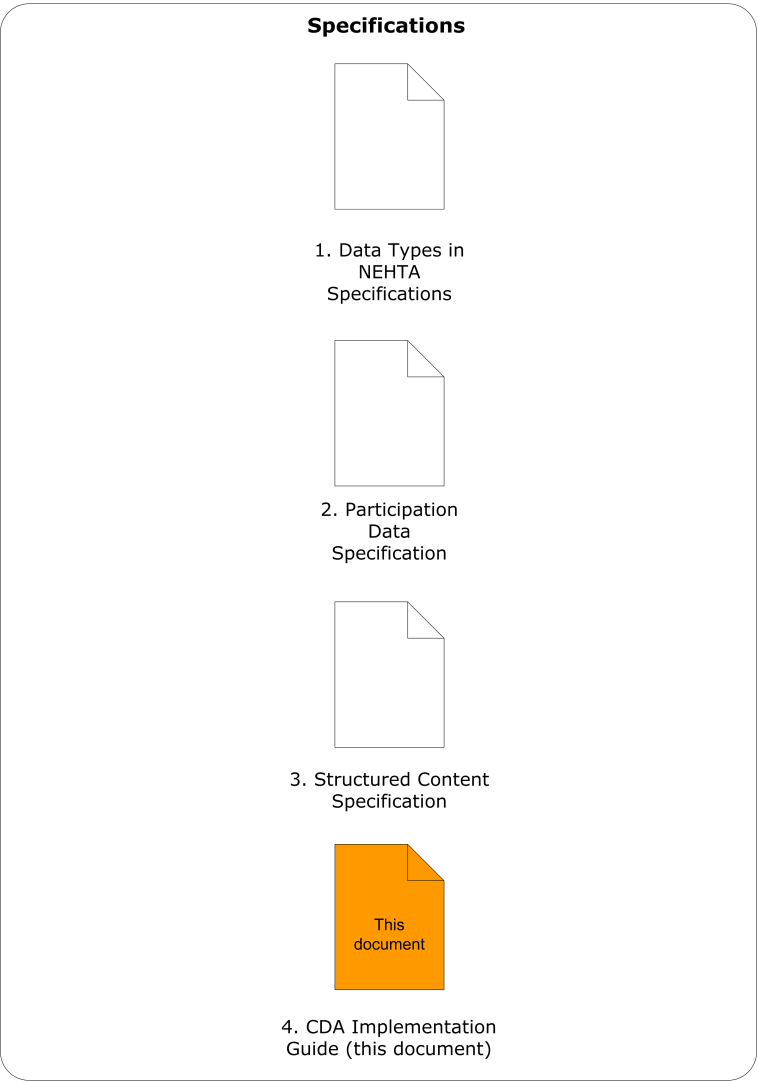 Specifications
1. Data Types in
NEHTA
Specifications
2. Participation
Data
Specification
3. Structured Content
Specification
This
document
4. CDA Implementation
Guide (this document)